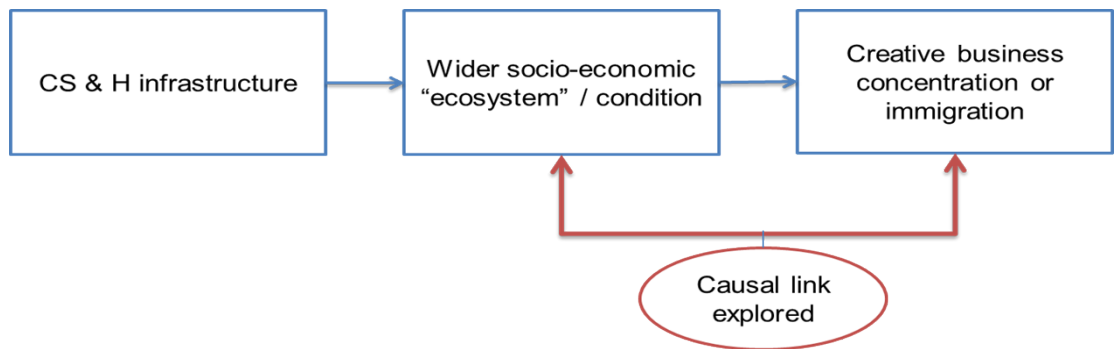 CS & H infrastructure
Wider socio-economic
“ecosystem” / condition
Creative business
concentration or
immigration
Causal link
explored